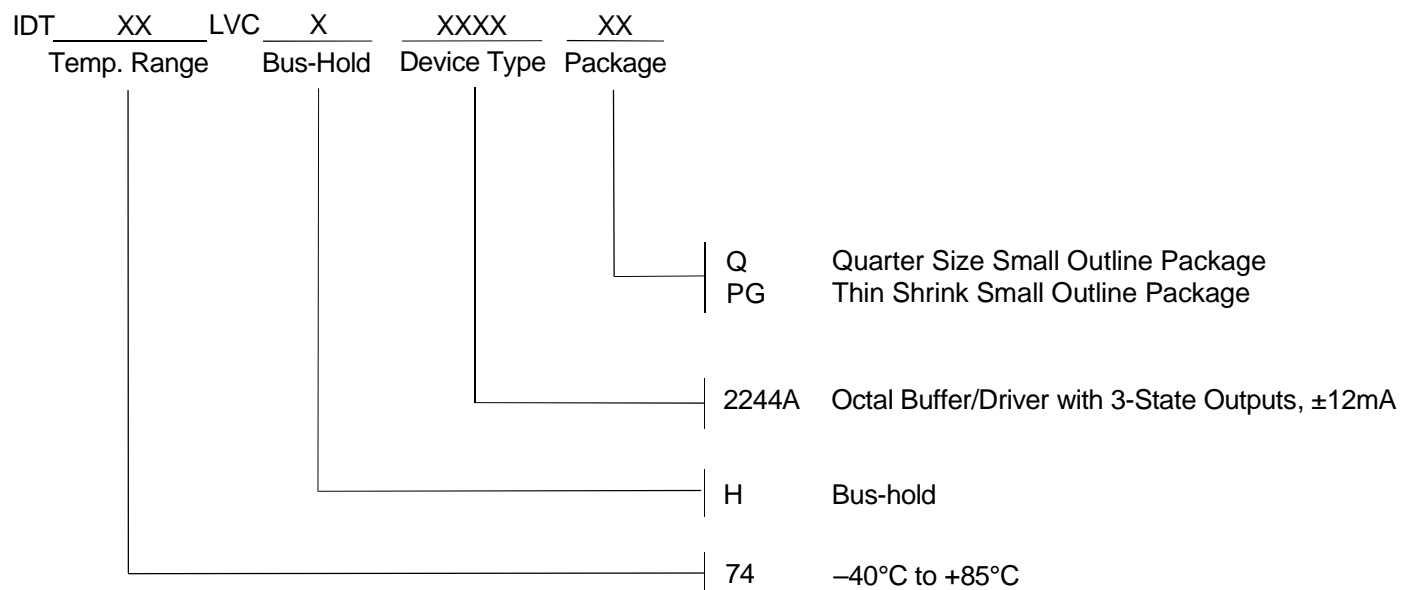 IDT XX LVC X XXXX XX
Temp. Range Bus-Hold Device Type Package
Q Quarter Size Small Outline Package
PG Thin Shrink Small Outline Package
2244A Octal Buffer/Driver with 3-State Outputs, ±12mA
H Bus-hold
74 –40°C to +85°C